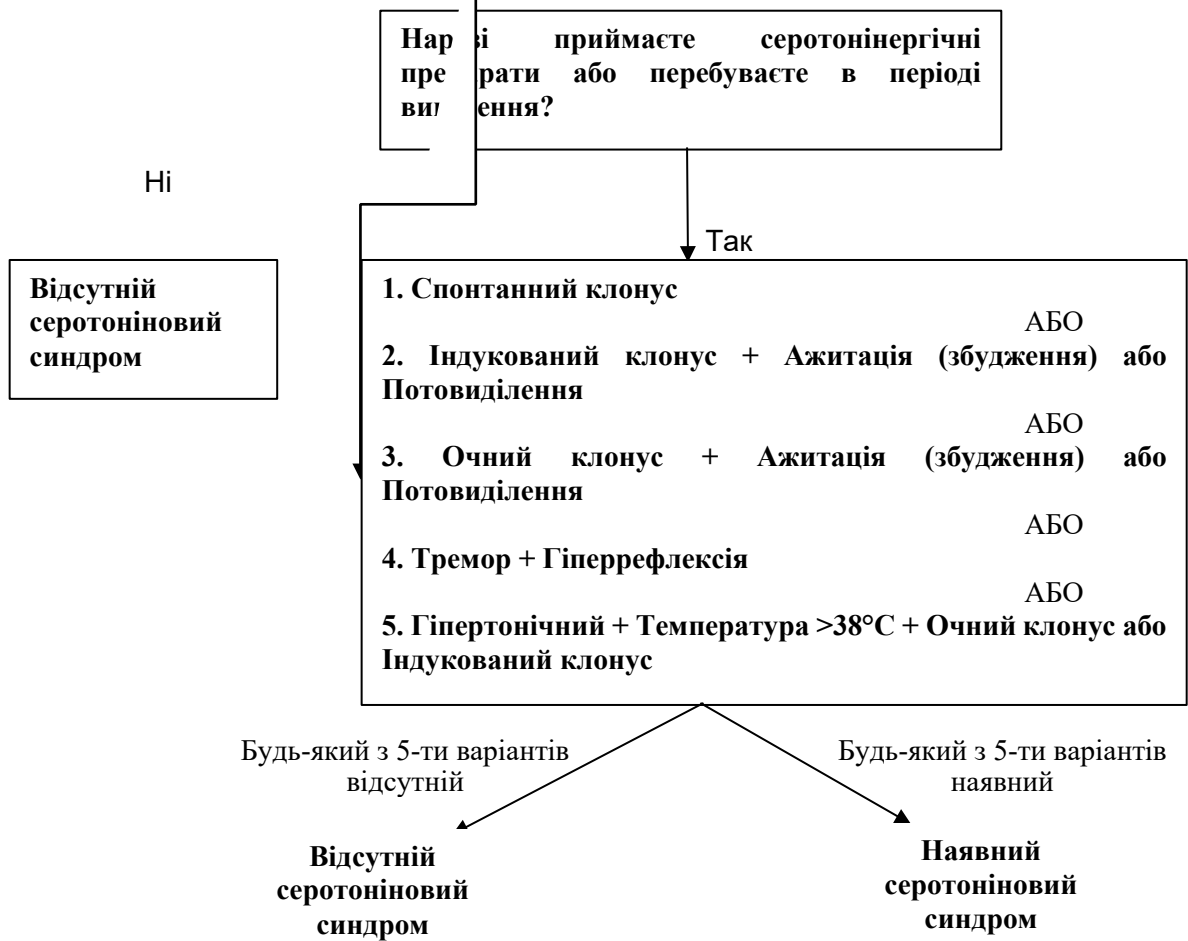 приймаєте серотонінергічні
або перебуваєте в періоді
Ні
Так
Відсутній
серотоніновий
синдром
1. Спонтанний клонус
АБО
2. Індукований клонус + Ажитація (збудження) або
Потовиділення
АБО
3. Очний клонус + Ажитація (збудження) або
Потовиділення
АБО
4. Тремор + Гіперрефлексія
АБО
5. Гіпертонічний + Температура >38°C + Очний клонус або
Індукований клонус
Будь-який з 5-ти варіантів
відсутній
Будь-який з 5-ти варіантів
наявний
Відсутній
серотоніновий
синдром
Наявний
серотоніновий
синдром